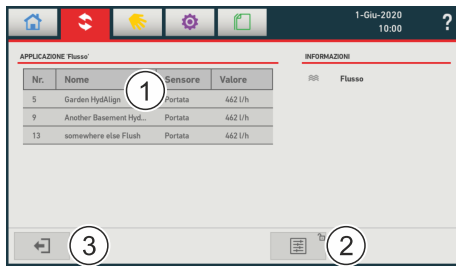 1-Giu-2020
10:00
?
APPLICAZIONE 'Flusso'
INFORMAZIONI
Nr. Nome Sensore Valore
Flusso
5 Garden HydAlign Portata 462 l/h
9 Another Basement Hyd... Portata 462 l/h
13 somewhere else Flush Portata 462 l/h
1
3
2